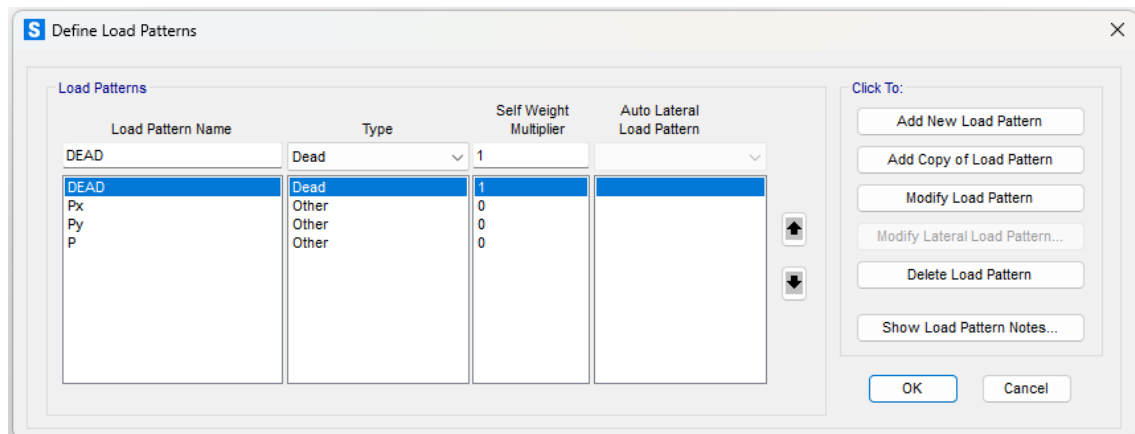 S Define Load Patterns
Load Patterns
Load Pattern Name Type Self Weight Multiplier Auto Lateral Load Pattern
DEAD Dead 1
DEAD Dead 1
Px Other 0
Py Other 0
P Other 0
Click To:
Add New Load Pattern
Add Copy of Load Pattern
Modify Load Pattern
Modify Lateral Load Pattern...
Delete Load Pattern
Show Load Pattern Notes...
OK Cancel